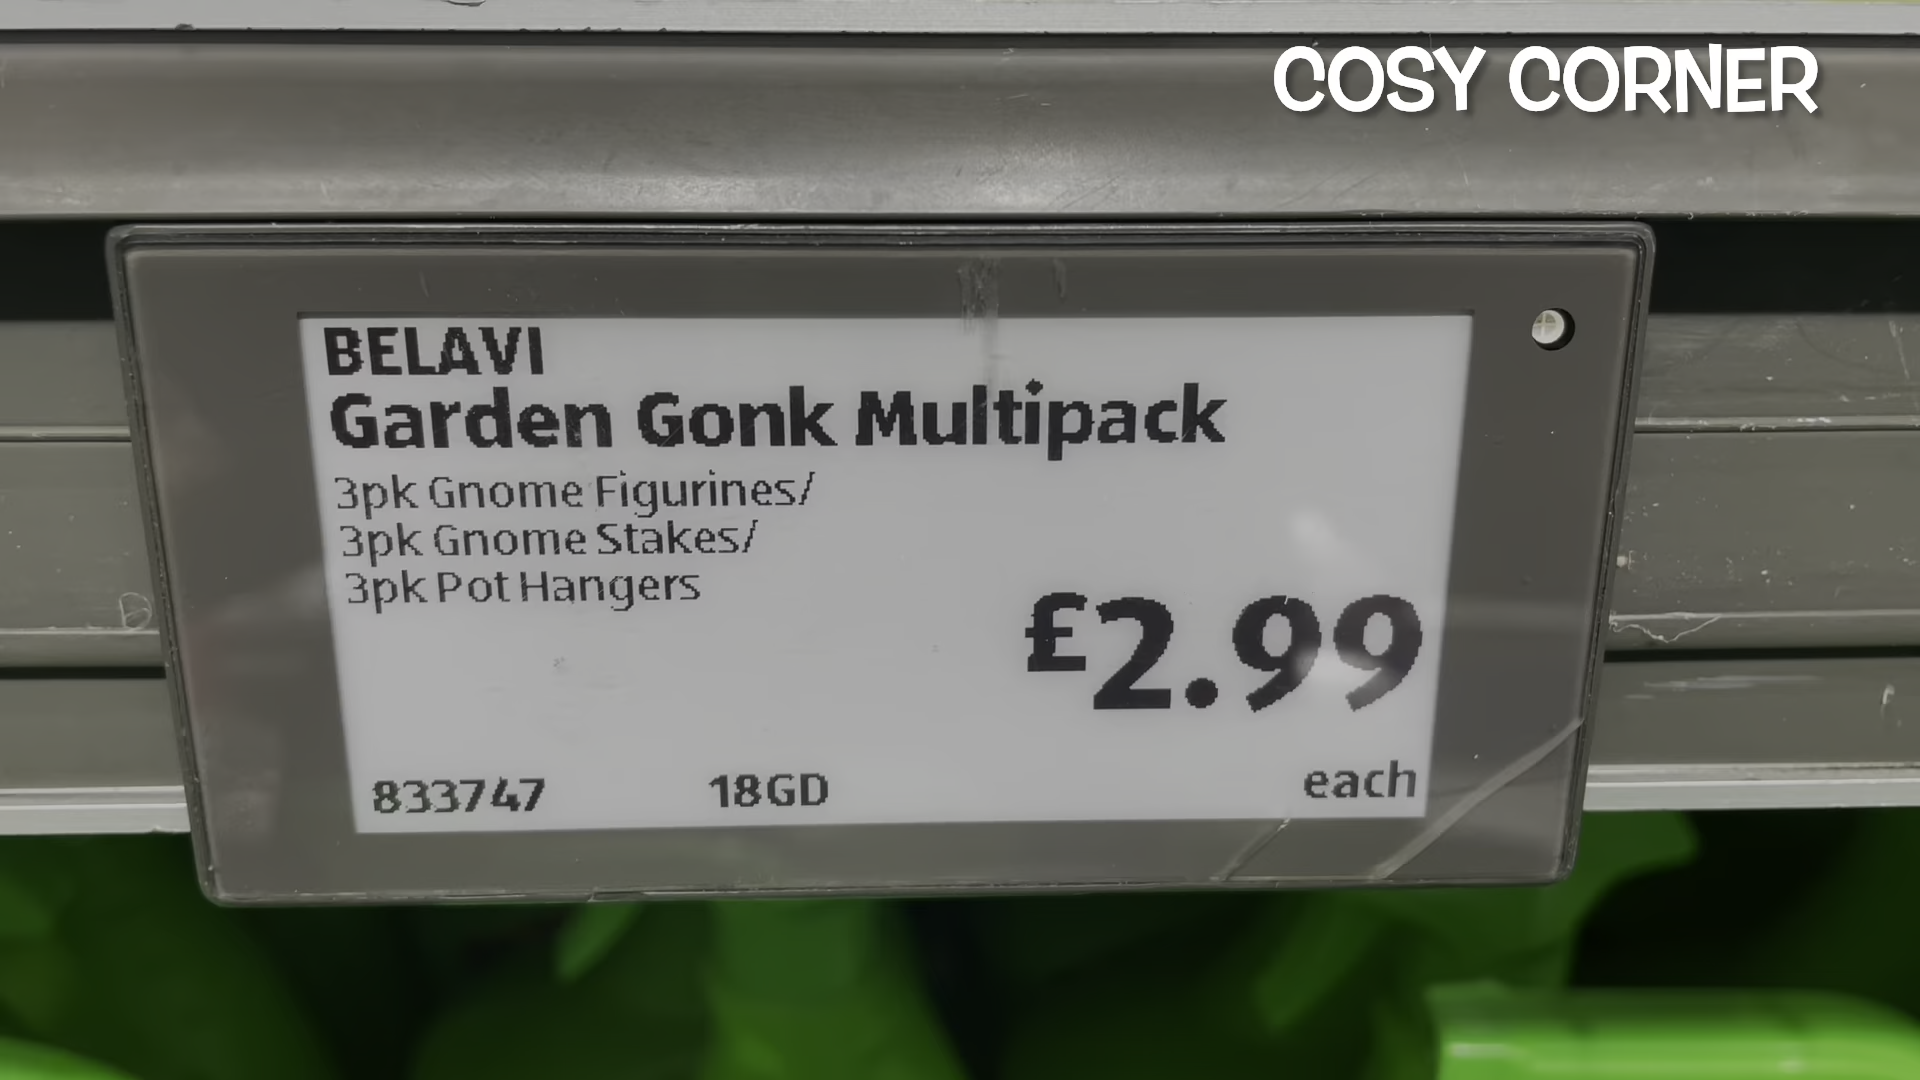 COSY CORNER
BELAVI
Garden Gonk Multipack
3pk Gnome Figurines/
3pk Gnome Stakes/
3pk Pot Hangers
£2.99
833747 18GD each